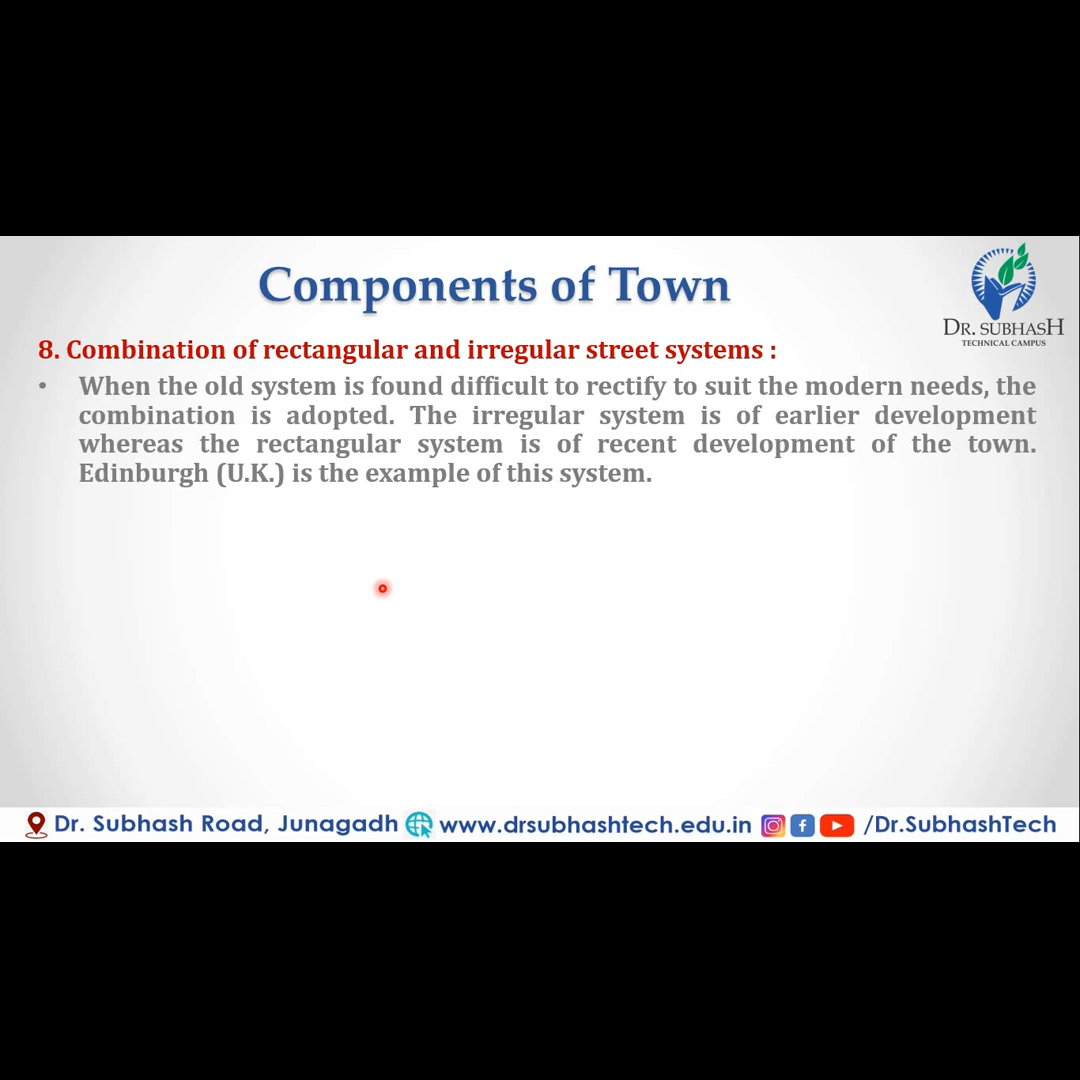 Components of Town
DR. SUBHASH
TECHNICAL CAMPUS
8. Combination of rectangular and irregular street systems :
• When the old system is found difficult to rectify to suit the modern needs, the
combination is adopted. The irregular system is of earlier development
whereas the rectangular system is of recent development of the town.
Edinburgh (U.K.) is the example of this system.
Dr. Subhash Road, Junagadh www.drsubhashtech.edu.in /Dr.SubhashTech